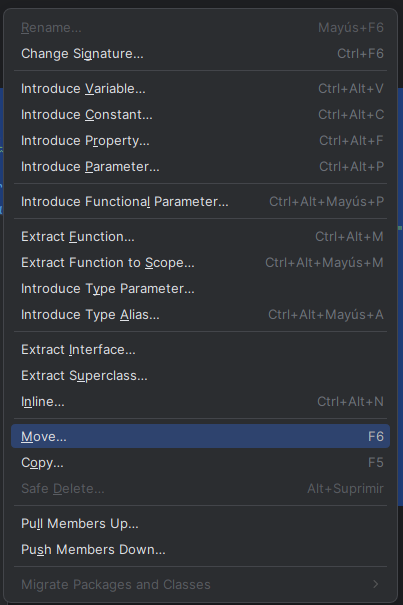 Rename... Mayús+F6
Change Signature... Ctrl+F6
Introduce Variable... Ctrl+Alt+V
Introduce Constant... Ctrl+Alt+C
Introduce Property... Ctrl+Alt+F
Introduce Parameter... Ctrl+Alt+P
Introduce Functional Parameter... Ctrl+Alt+Mayús+P
Extract Function... Ctrl+Alt+M
Extract Function to Scope... Ctrl+Alt+Mayús+M
Introduce Type Parameter...
Introduce Type Alias... Ctrl+Alt+Mayús+A
Extract Interface...
Extract Superclass...
Inline... Ctrl+Alt+N
Move... F6
Copy... F5
Safe Delete... Alt+Suprimir
Pull Members Up...
Push Members Down...
Migrate Packages and Classes